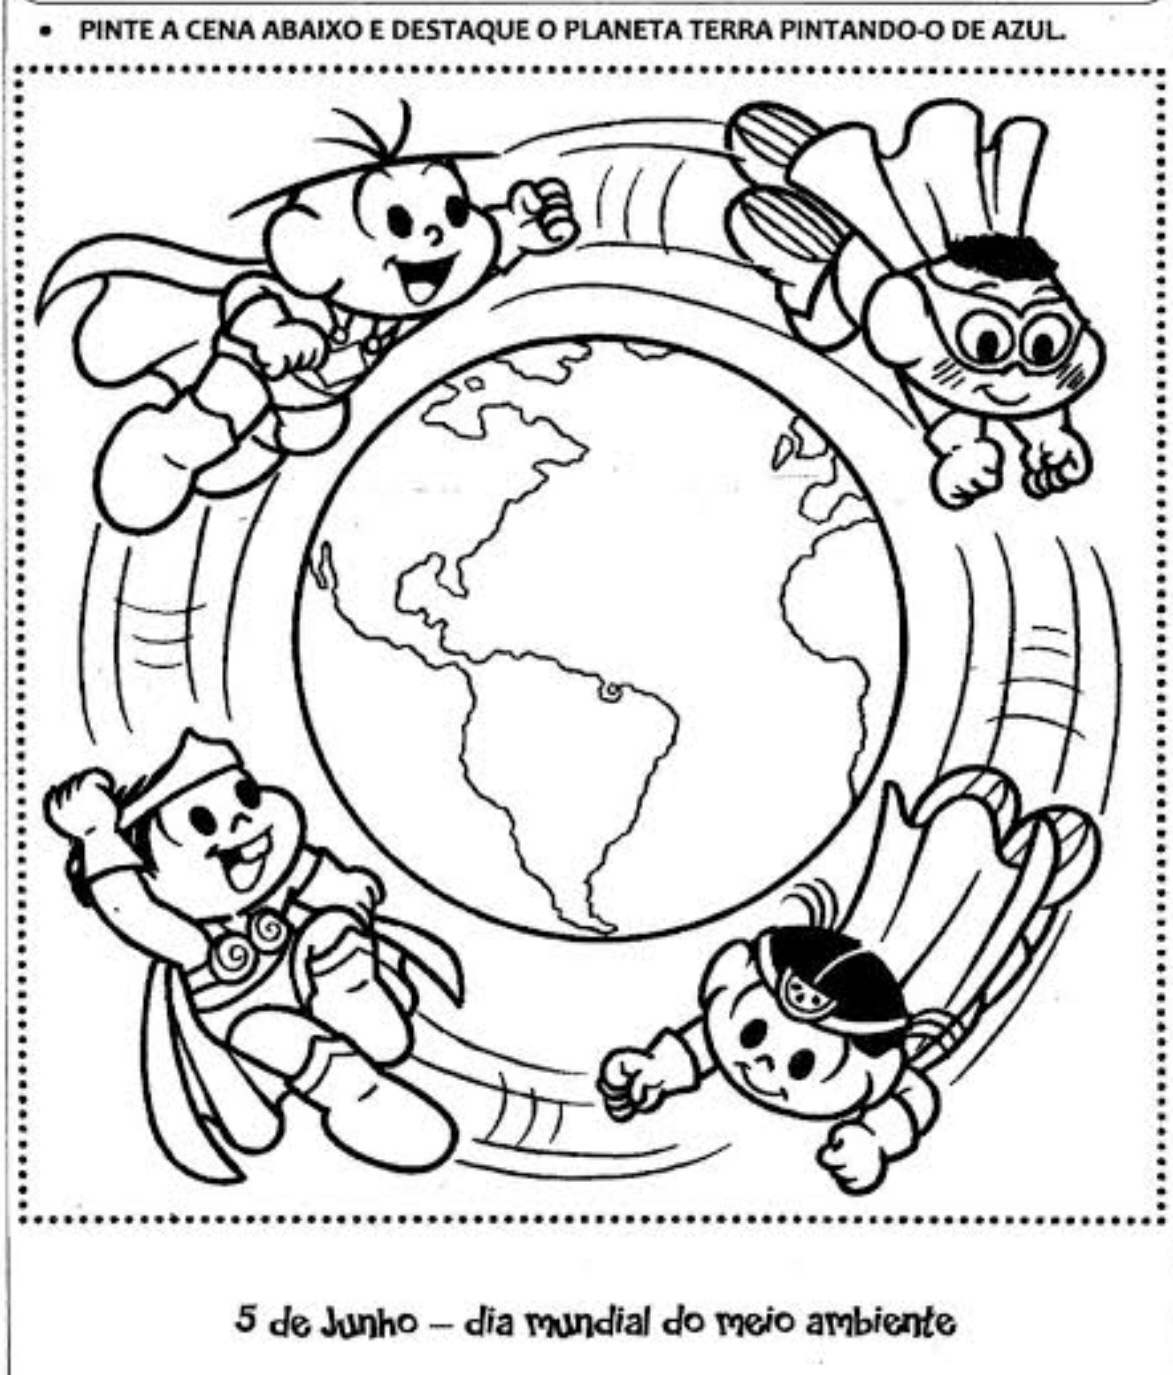 • PINTE A CENA ABAIXO E DESTAQUE O PLANETA TERRA PINTANDO-O DE AZUL.
5 de Junho – dia mundial do meio ambiente